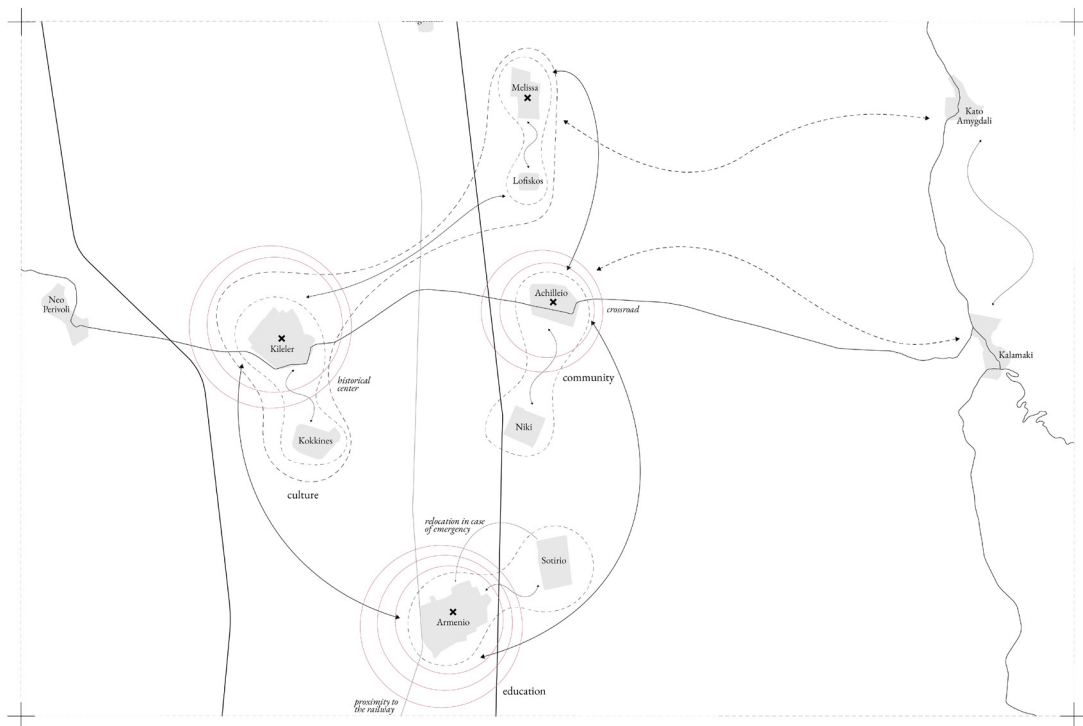 Melissa
Kato
Amygdali
Lofiskos
Neo
Perivoli
Achilleio
crossroad
Kileler
Kalamaki
historical
center
community
Niki
Kokkines
culture
relocation in case
of emergency
Sotirio
Armenio
education
proximity to
the railway